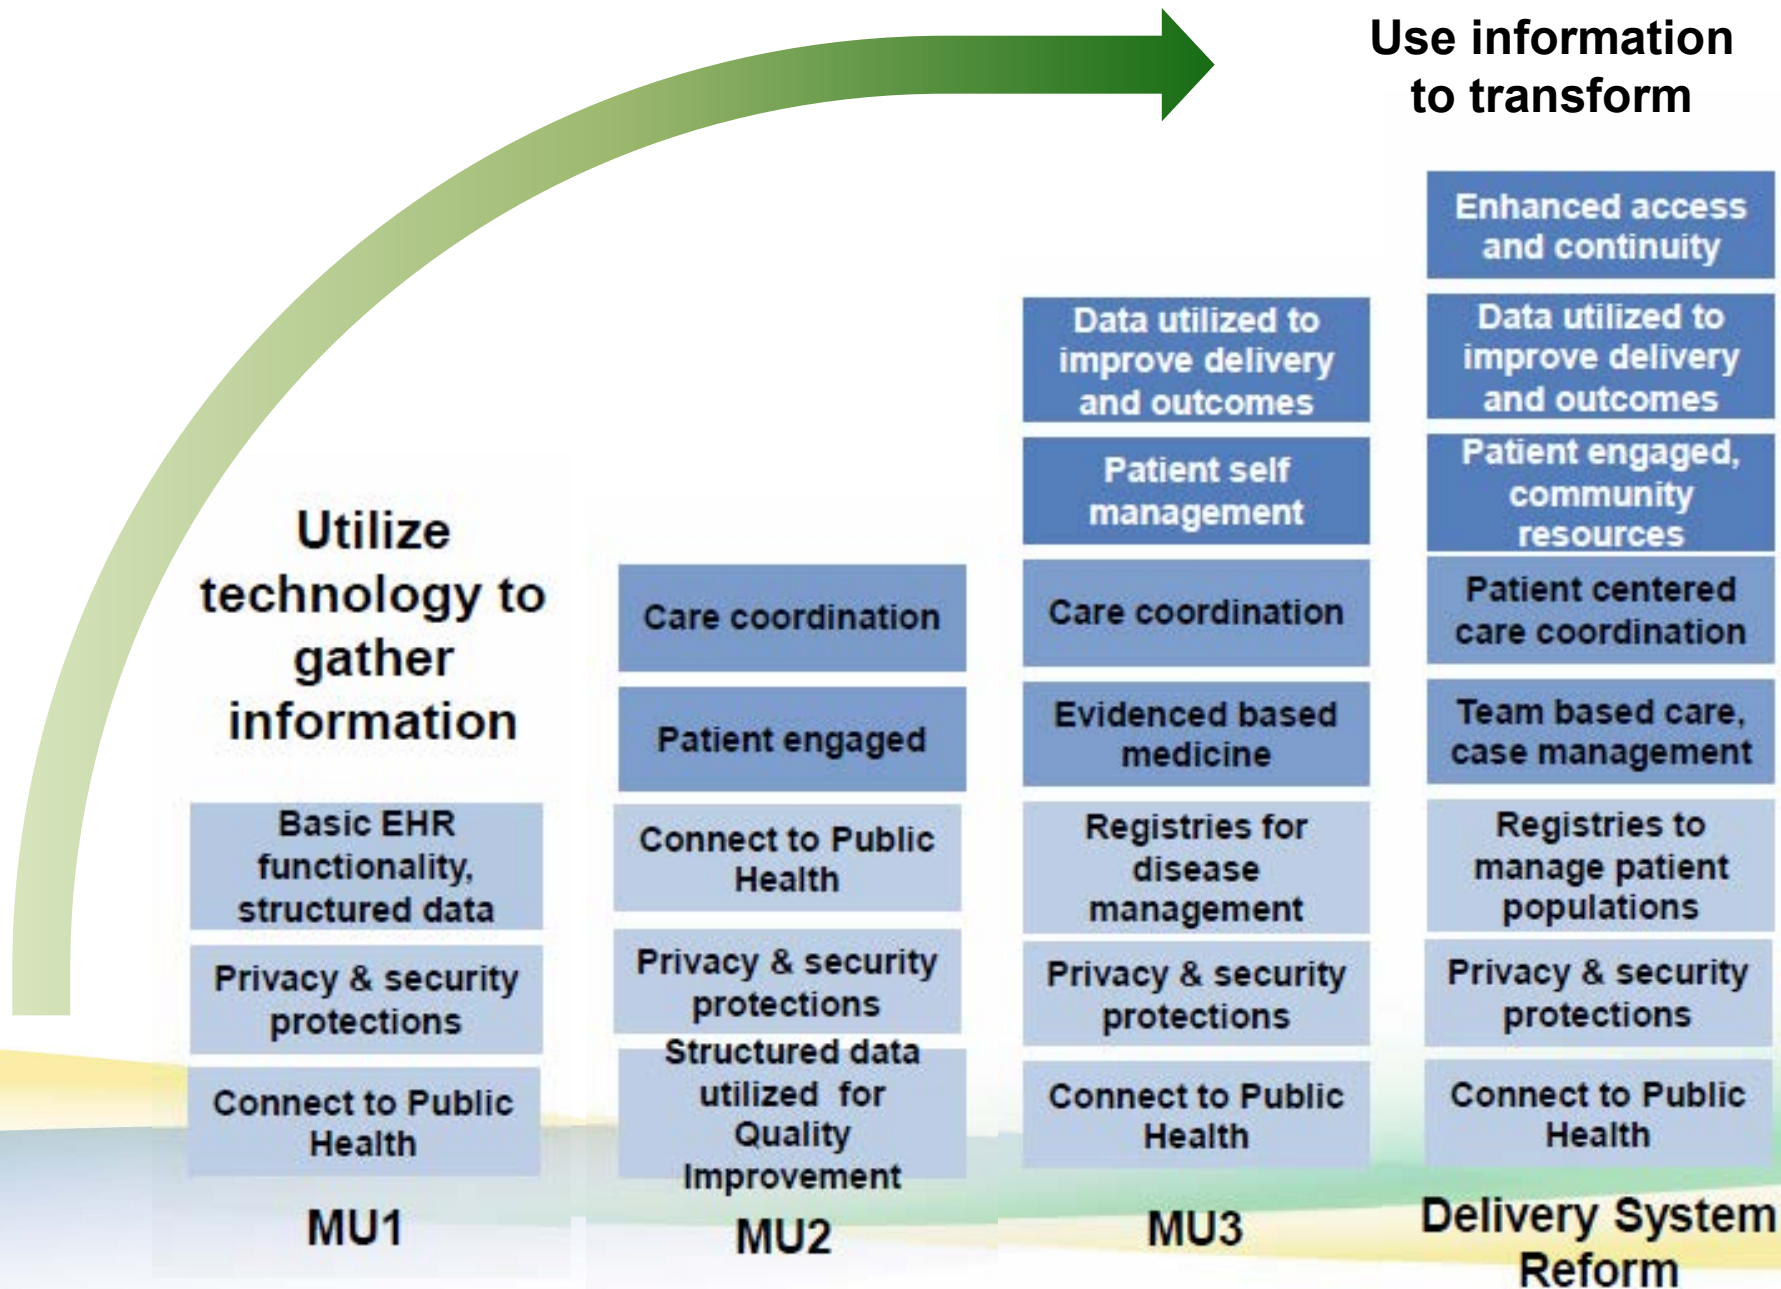 Use information
to transform
Utilize
technology to
gather
information
Basic EHR
functionality,
structured data
Privacy & security
protections
Connect to Public
Health
MU1
Care coordination
Patient engaged
Connect to Public
Health
Privacy & security
protections
Structured data
utilized for
Quality
Improvement
MU2
Data utilized to
improve delivery
and outcomes
Patient self
management
Care coordination
Evidenced based
medicine
Registries for
disease
management
Privacy & security
protections
Connect to Public
Health
MU3
Enhanced access
and continuity
Data utilized to
improve delivery
and outcomes
Patient engaged,
community
resources
Patient centered
care coordination
Team based care,
case management
Registries to
manage patient
populations
Privacy & security
protections
Connect to Public
Health
Delivery System
Reform